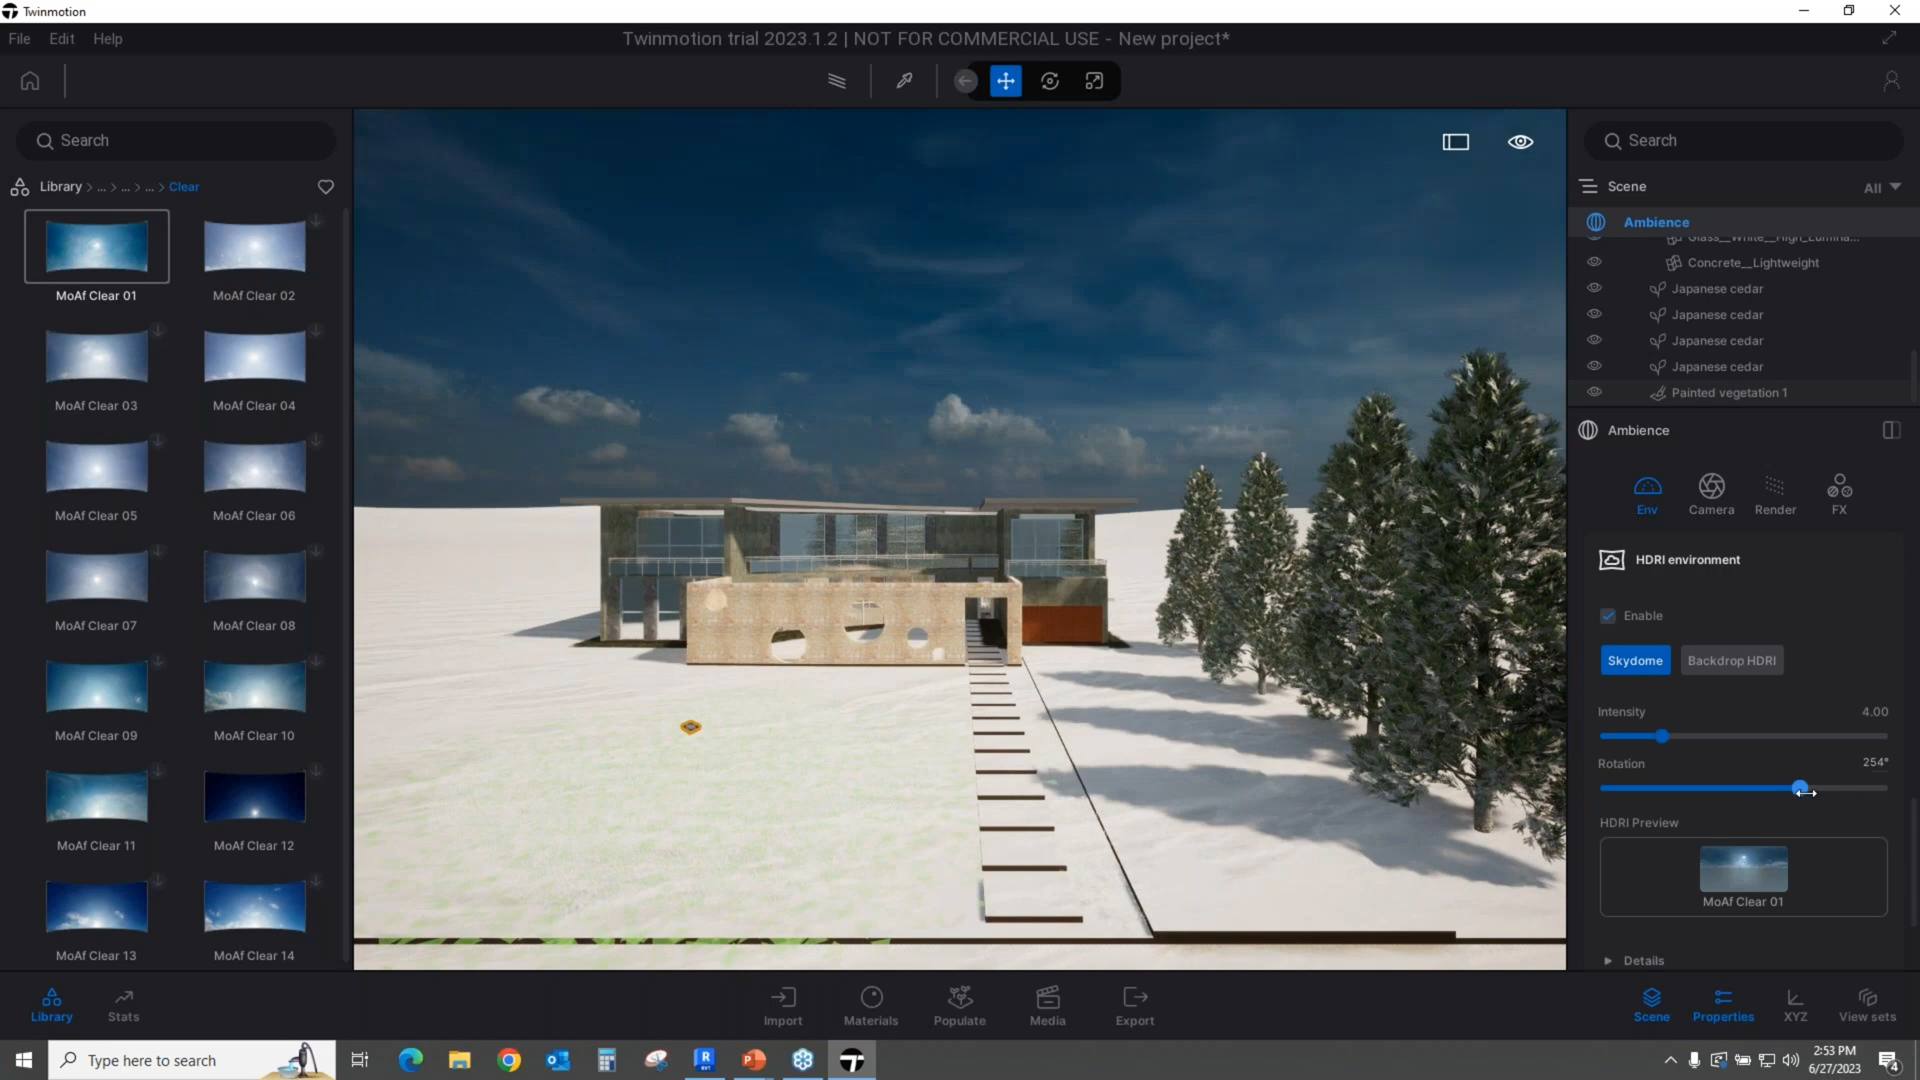 Twinmotion
File Edit Help
Twinmotion trial 2023.1.2 | NOT FOR COMMERCIAL USE - New project*
Search
Library > ... > ... > ... > Clear
MoAf Clear 01
MoAf Clear 02
MoAf Clear 03
MoAf Clear 04
MoAf Clear 05
MoAf Clear 06
MoAf Clear 07
MoAf Clear 08
MoAf Clear 09
MoAf Clear 10
MoAf Clear 11
MoAf Clear 12
MoAf Clear 13
MoAf Clear 14
Search
Scene All
Ambience
Concrete__Lightweight
Japanese cedar
Japanese cedar
Japanese cedar
Japanese cedar
Painted vegetation 1
Ambience
Env Camera Render FX
HDRI environment
Enable
Skydome Backdrop HDRI
Intensity 4.00
Rotation 254°
HDRI Preview
MoAf Clear 01
Details
Library Stats Import Materials Populate Media Export Scene Properties XYZ View sets
Type here to search
2:53 PM
6/27/2023
4